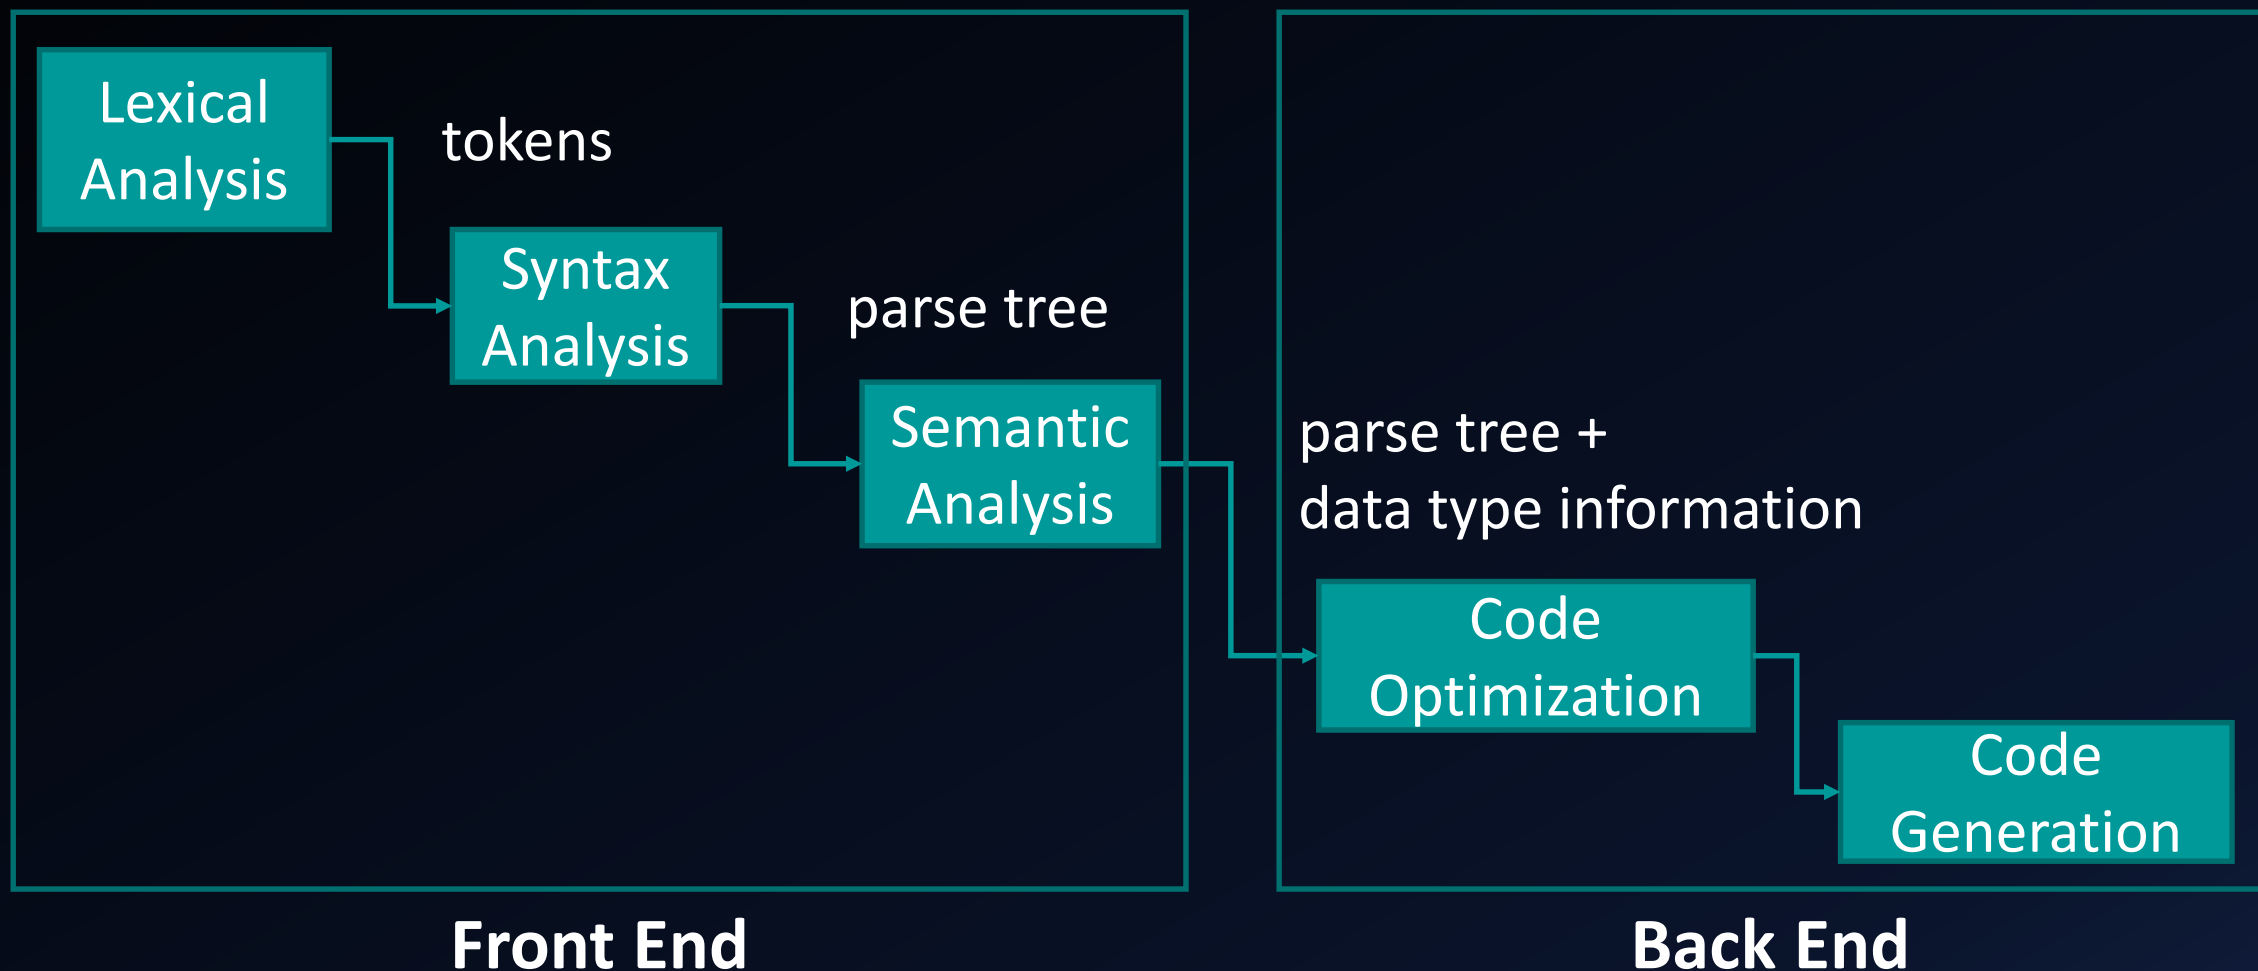 Lexical
Analysis
tokens
Syntax
Analysis
parse tree
Semantic
Analysis
parse tree +
data type information
Code
Optimization
Code
Generation
Front End
Back End